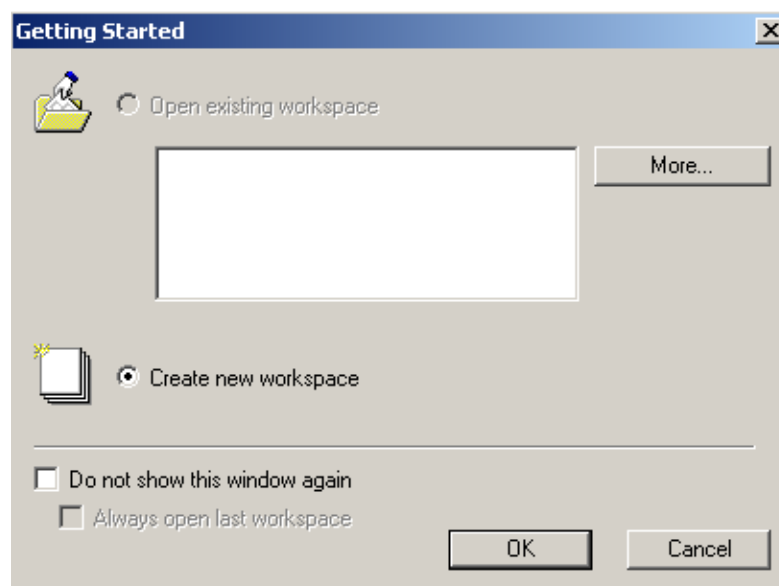 Getting Started
Open existing workspace
More...
Create new workspace
Do not show this window again
Always open last workspace
OK
Cancel